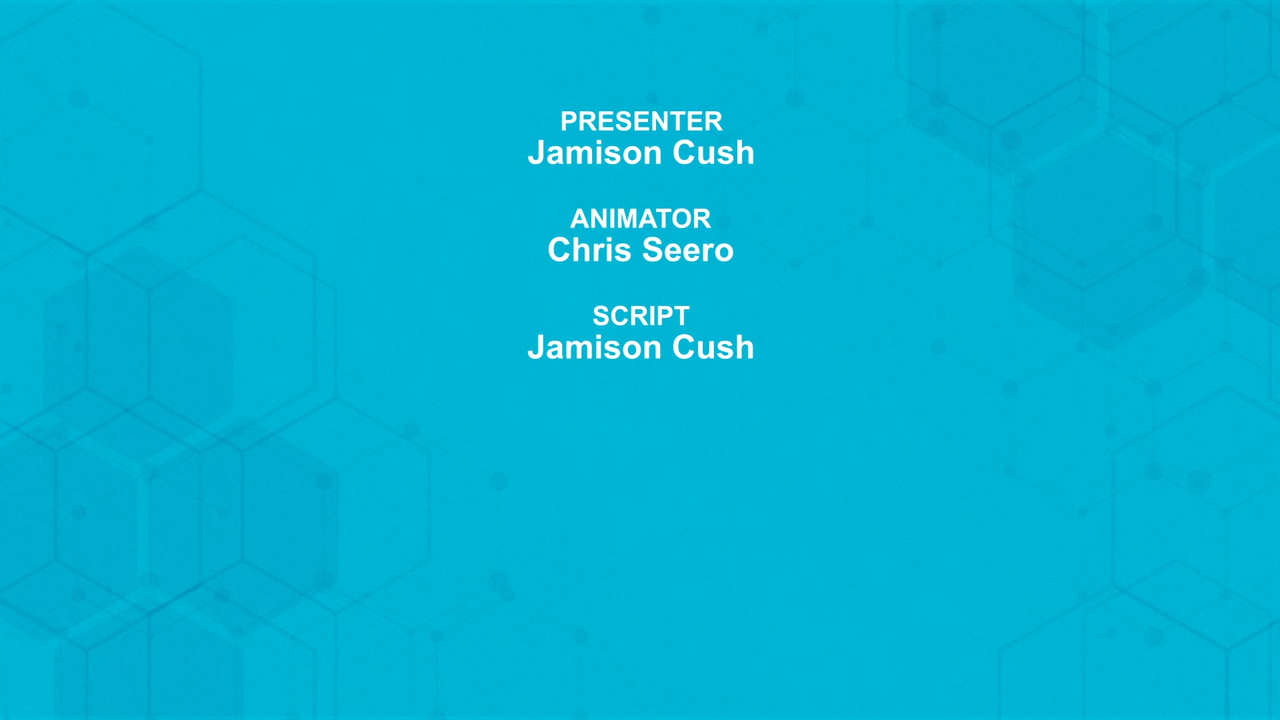 PRESENTER
Jamison Cush
ANIMATOR
Chris Seero
SCRIPT
Jamison Cush